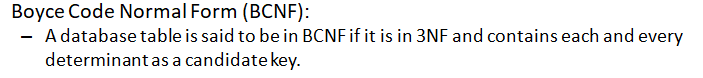 Boyce Code Normal Form (BCNF):
– A database table is said to be in BCNF if it is in 3NF and contains each and every
determinant as a candidate key.